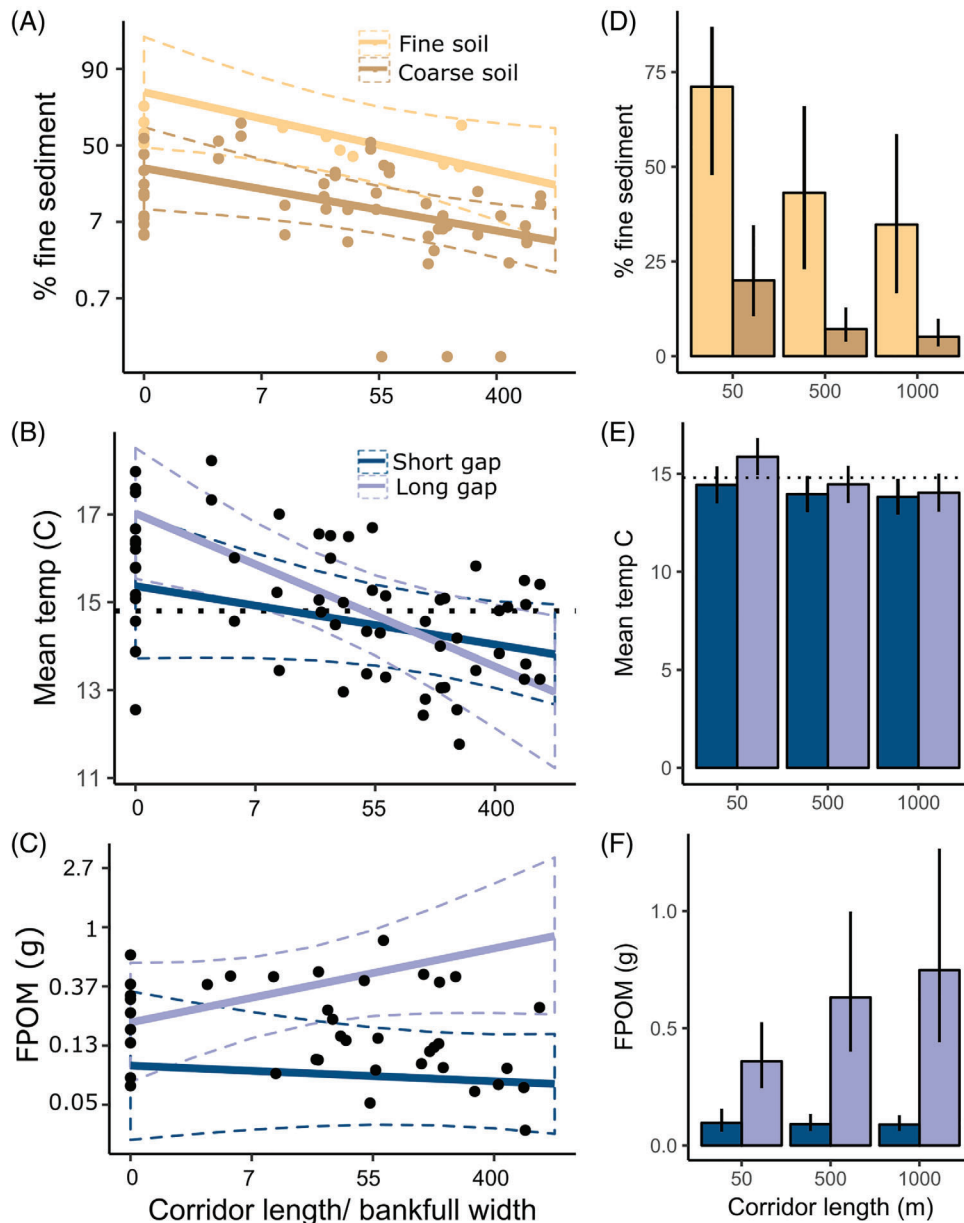 (A)
% fine sediment
90
50
7
0.7
Fine soil
Coarse soil
0 7 55 400
(D)
% fine sediment
75
50
25
0
50 500 1000
(B)
Mean temp (C)
17
15
13
11
Short gap
Long gap
0 7 55 400
(E)
Mean temp C
15
10
5
0
50 500 1000
(C)
FPOM (g)
2.7
1
0.37
0.13
0.05
0 7 55 400
Corridor length/ bankfull width
(F)
FPOM (g)
1.0
0.5
0.0
50 500 1000
Corridor length (m)